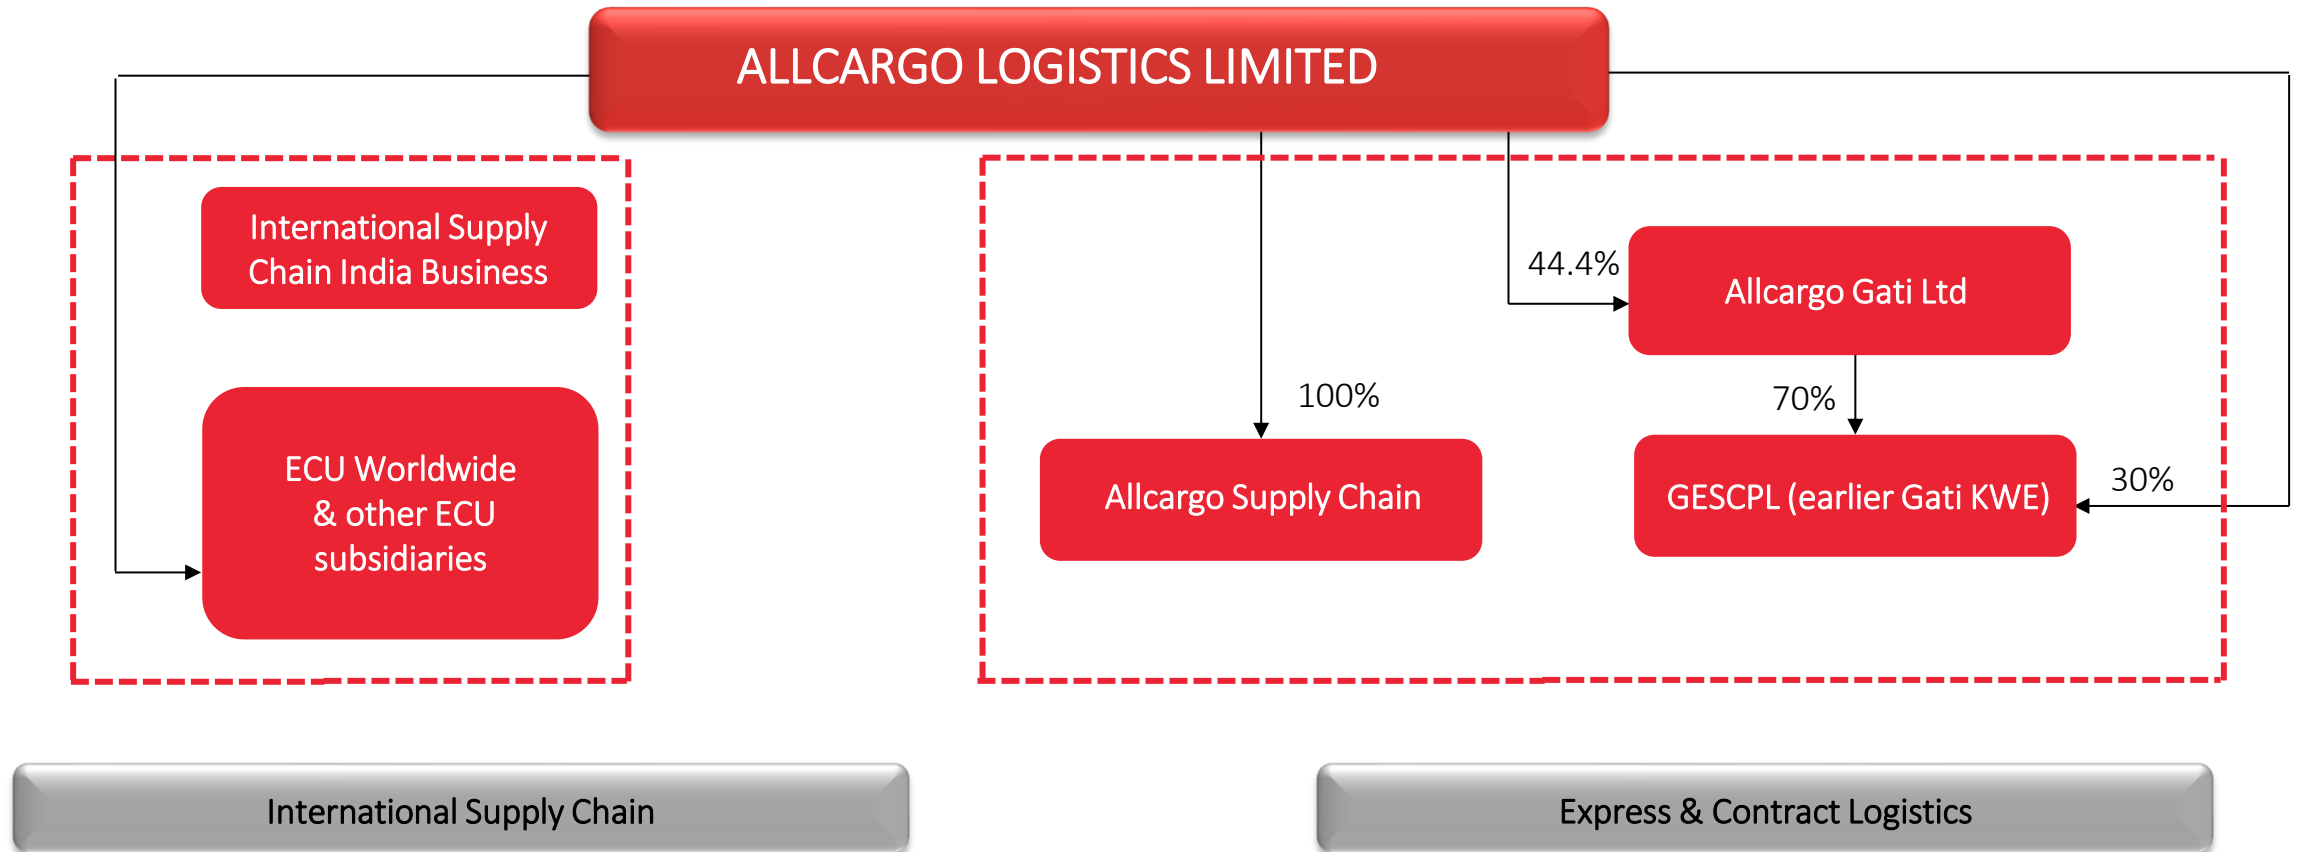 ALLCARGO LOGISTICS LIMITED
International Supply
Chain India Business
ECU Worldwide
& other ECU
subsidiaries
44.4%
Allcargo Gati Ltd
100%
70%
Allcargo Supply Chain
GESCPL (earlier Gati KWE)
30%
International Supply Chain
Express & Contract Logistics